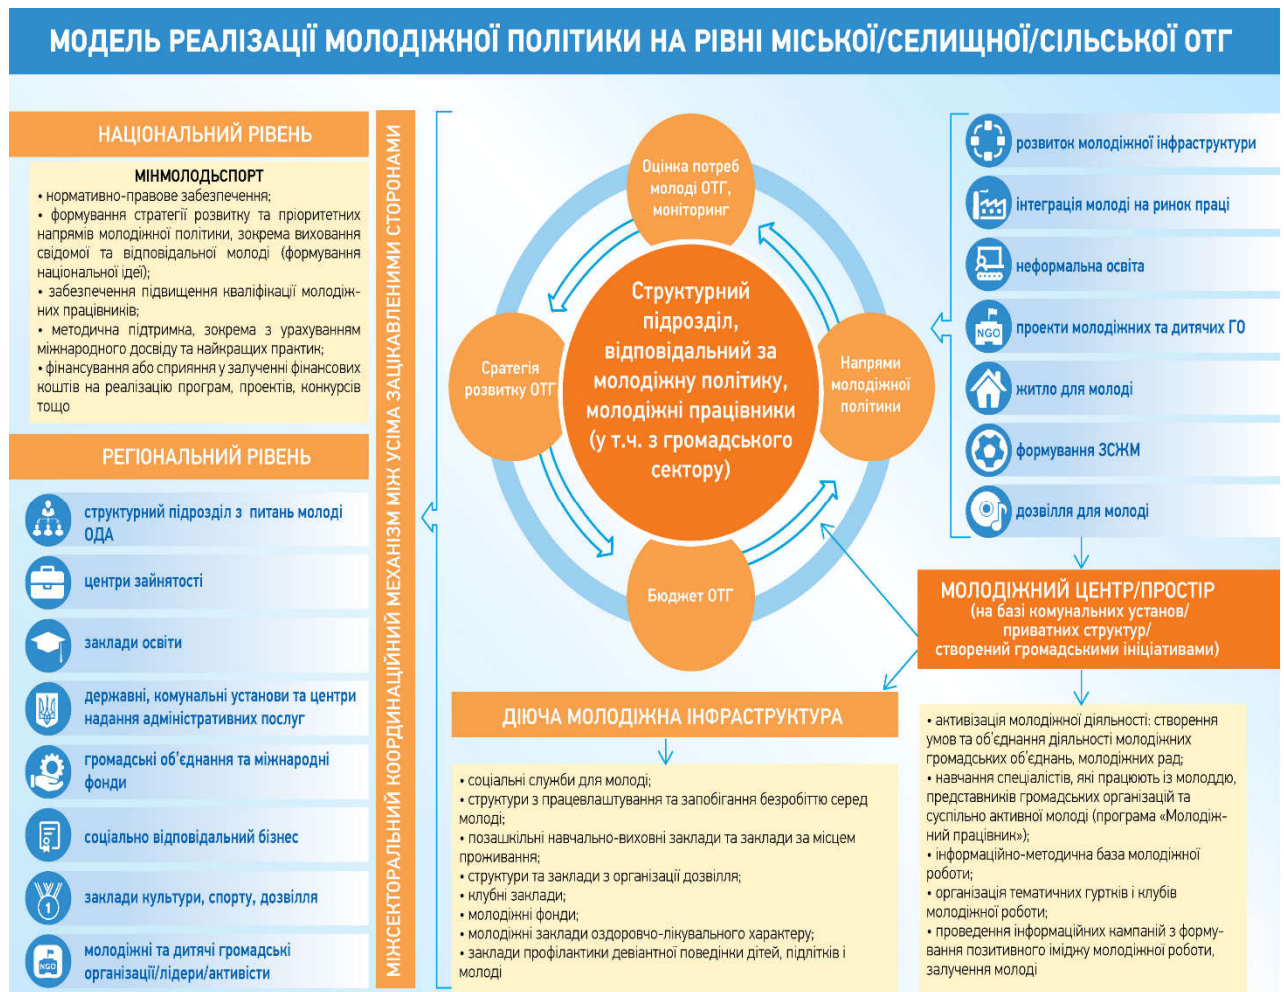 МОДЕЛЬ РЕАЛІЗАЦІЇ МОЛОДІЖНОЇ ПОЛІТИКИ НА РІВНІ МІСЬКОЇ/СЕЛИЩНОЇ/СІЛЬСЬКОЇ ОТГ
НАЦІОНАЛЬНИЙ РІВЕНЬ
МІНМОЛОДЬСПОРТ
• нормативно-правове забезпечення;
• формування стратегії розвитку та пріоритетних
напрямів молодіжної політики, зокрема виховання
свідомої та відповідальної молоді (формування
національної ідеї);
• забезпечення підвищення кваліфікації молодіж-
них працівників;
• методична підтримка, зокрема з урахуванням
міжнародного досвіду та найкращих практик;
• фінансування або сприяння у залученні фінансових
коштів на реалізацію програм, проектів, конкурсів
тощо
РЕГІОНАЛЬНИЙ РІВЕНЬ
структурний підрозділ з питань молоді
ОДА
центри зайнятості
заклади освіти
державні, комунальні установи та центри
надання адміністративних послуг
громадські об’єднання та міжнародні
фонди
соціально відповідальний бізнес
1
заклади культури, спорту, дозвілля
NGO
молодіжні та дитячі громадські
організації/лідери/активісти
МІЖСЕКТОРАЛЬНИЙ КООРДИНАЦІЙНИЙ МЕХАНІЗМ МІЖ УСІМА ЗАЦІКАВЛЕНИМИ СТОРОНАМИ
Оцінка потреб
молоді ОТГ,
моніторинг
Сратегія
розвитку ОТГ
Структурний
підрозділ,
відповідальний за
молодіжну політику,
молодіжні працівники
(у т.ч. з громадського
сектору)
Напрями
молодіжної
політики
Бюджет ОТГ
розвиток молодіжної інфраструктури
інтеграція молоді на ринок праці
неформальна освіта
NGO
проекти молодіжних та дитячих ГО
житло для молоді
формування ЗСЖМ
дозвілля для молоді
МОЛОДІЖНИЙ ЦЕНТР/ПРОСТІР
(на базі комунальних установ/
приватних структур/
створений громадськими ініціативами)
ДІЮЧА МОЛОДІЖНА ІНФРАСТРУКТУРА
• соціальні служби для молоді;
• структури з працевлаштування та запобігання безробіттю серед
молоді;
• позашкільні навчально-виховні заклади та заклади за місцем
проживання;
• структури та заклади з організації дозвілля;
• клубні заклади;
• молодіжні фонди;
• молодіжні заклади оздоровчо-лікувального характеру;
• заклади профілактики девіантної поведінки дітей, підлітків і
молоді
• активізація молодіжної діяльності: створення
умов та об’єднання діяльності молодіжних
громадських об’єднань, молодіжних рад;
• навчання спеціалістів, які працюють із молоддю,
представників громадських організацій та
суспільно активної молоді (програма «Молодіж-
ний працівник»);
• інформаційно-методична база молодіжної
роботи;
• організація тематичних гуртків і клубів
молодіжної роботи;
• проведення інформаційних кампаній з форму-
вання позитивного іміджу молодіжної роботи,
залучення молоді